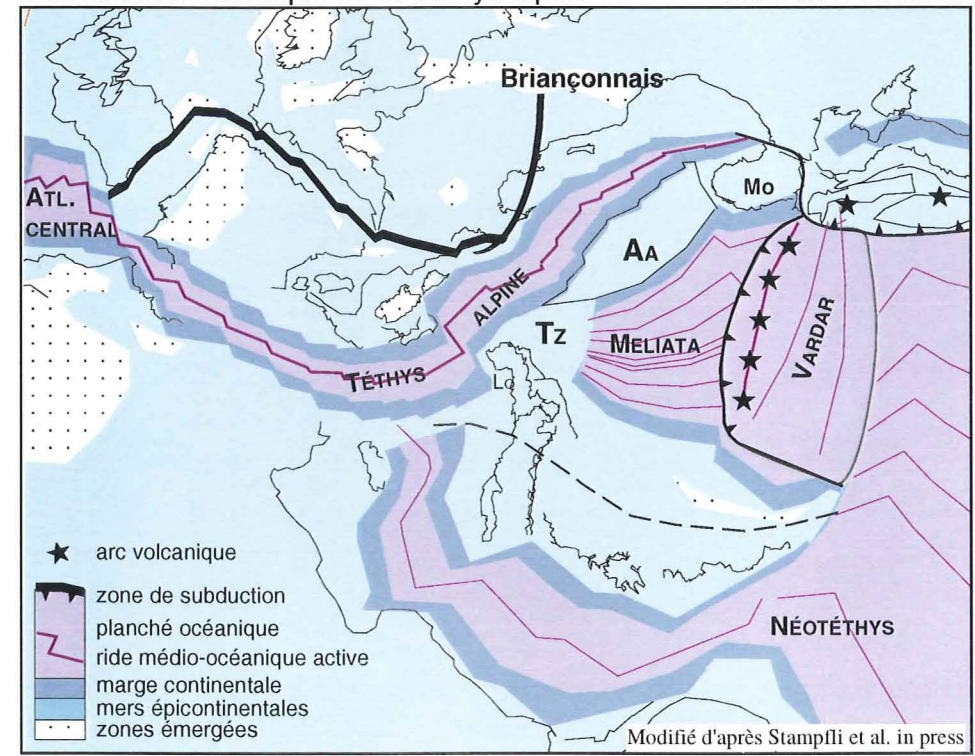 Briançonnais
ATL.
CENTRAL
Mo
AA
ALPINE
TZ
MELIATA
VARDAR
TÉTHYS
Lo
NÉOTÉTHYS
arc volcanique
zone de subduction
planché océanique
ride médio-océanique active
marge continentale
mers épicontinentales
zones émergées
Modifié d'après Stampfli et al. in press